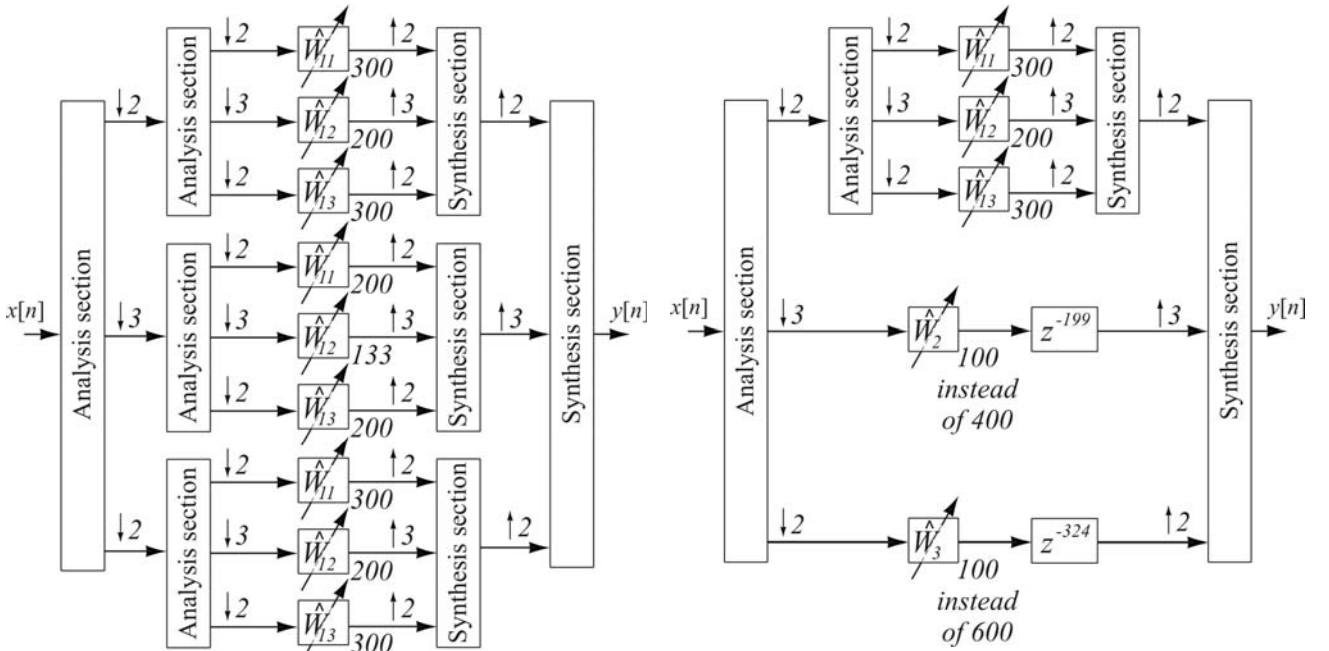 ↓2
Ŵ11
↑2
300
↓3
Ŵ12
↑3
200
↓2
Ŵ13
↑2
300
Analysis section
Synthesis section
↓2
↑2
↓2
Ŵ11
↑2
200
↓3
Ŵ12
↑3
133
↓2
Ŵ13
↑2
200
Analysis section
Synthesis section
x[n]
Analysis section
↓3
↑3
Synthesis section
y[n]
↓2
Ŵ11
↑2
300
↓3
Ŵ12
↑3
200
↓2
Ŵ13
↑2
300
Analysis section
Synthesis section
↓2
↑2
↓2
Ŵ11
↑2
300
↓3
Ŵ12
↑3
200
↓2
Ŵ13
↑2
300
Analysis section
Synthesis section
↓2
↑2
x[n]
Analysis section
↓3
Ŵ2
100
instead
of 400
z-199
↑3
Synthesis section
y[n]
↓2
Ŵ3
100
instead
of 600
z-324
↑2